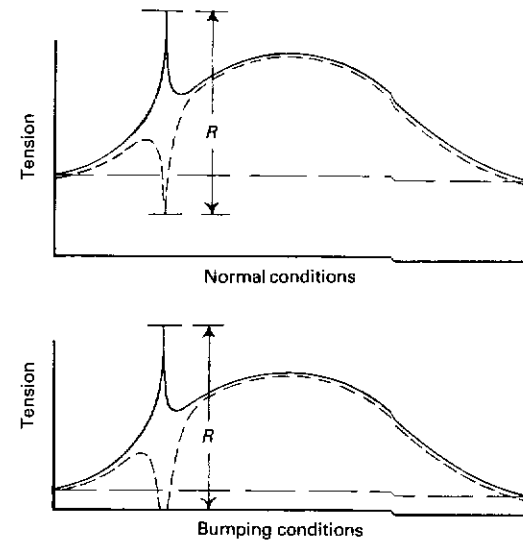 Tension
R
Normal conditions
Tension
R
Bumping conditions